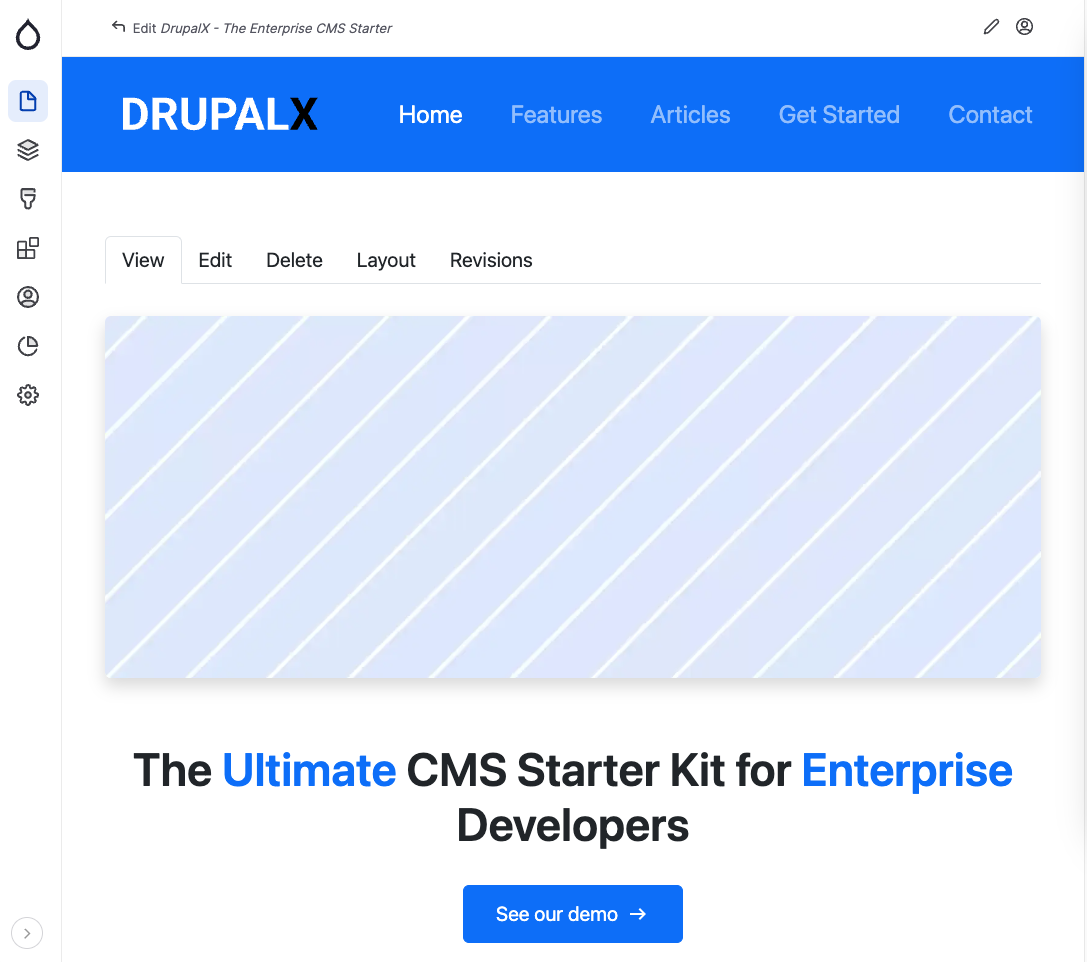 Edit DrupalX - The Enterprise CMS Starter
DRUPALX Home Features Articles Get Started Contact
View Edit Delete Layout Revisions
The Ultimate CMS Starter Kit for Enterprise
Developers
See our demo